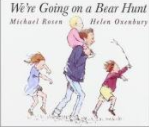 We're Going on a Bear Hunt
Michael Rosen Helen Oxenbury